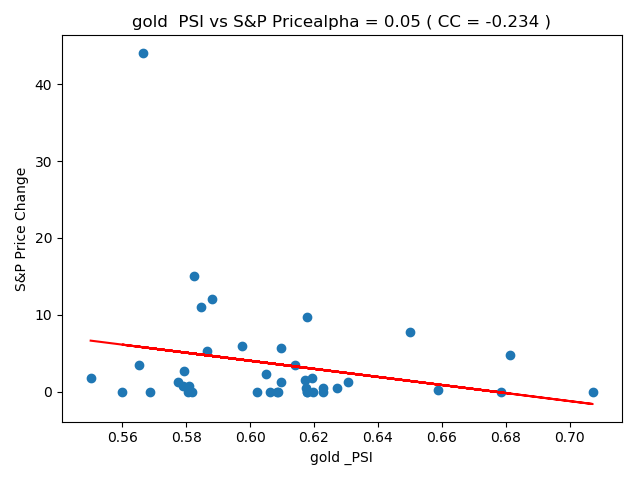 gold  PSI vs S&P Pricealpha = 0.05 ( CC = -0.234 )
S&P Price Change
40
30
20
10
0
0.56 0.58 0.60 0.62 0.64 0.66 0.68 0.70
gold _PSI